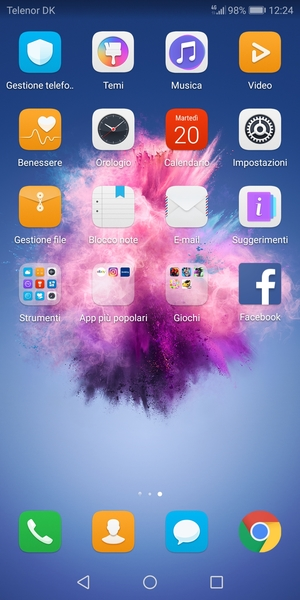 Telenor DK 4G 98% 12:24
Gestione telefo.. Temi Musica Video
Martedì
20
Benessere Orologio Calendario Impostazioni
Gestione file Blocco note E-mail Suggerimenti
Strumenti App più popolari Giochi Facebook